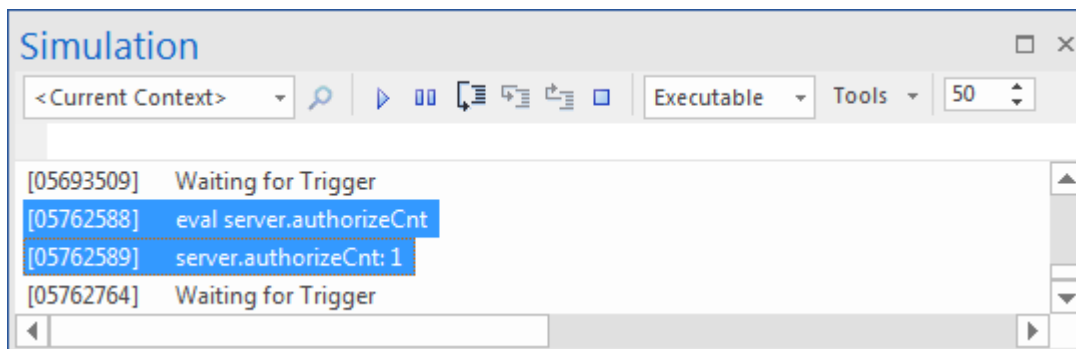 Simulation
<Current Context> Executable Tools 50
[05693509] Waiting for Trigger
[05762588] eval server.authorizeCnt
[05762589] server.authorizeCnt: 1
[05762764] Waiting for Trigger